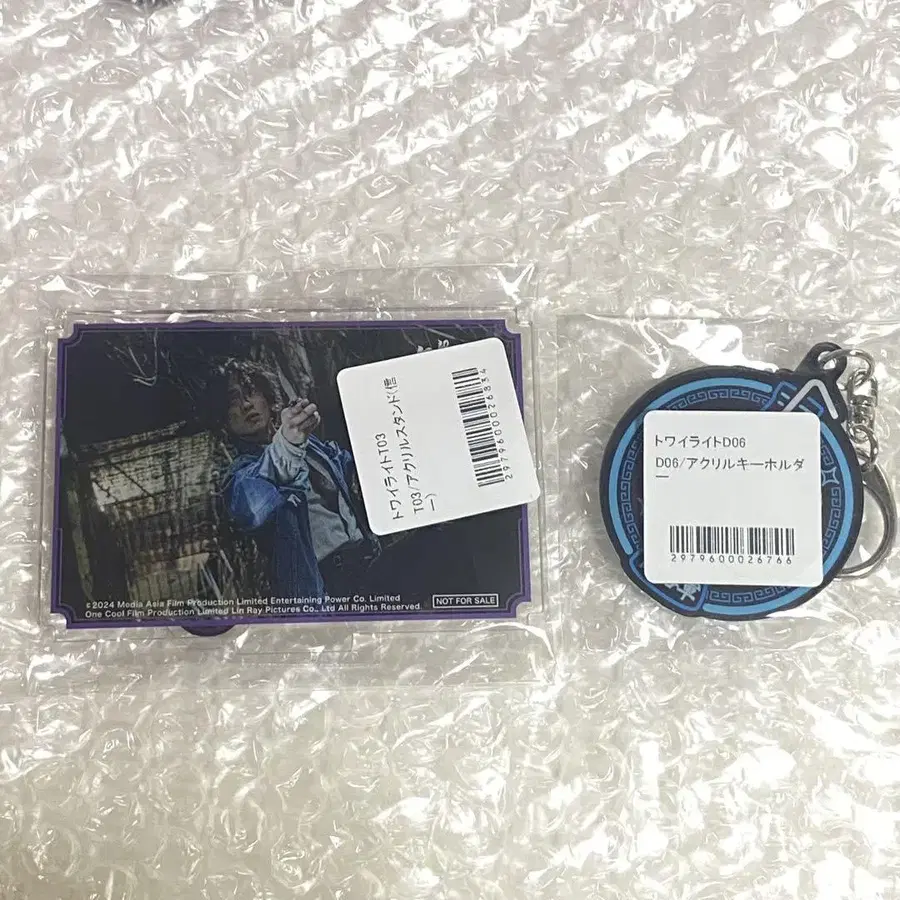 トワイライトT03
T03/アクリルスタンド(信
ー)
2979600026834
©2024 Media Asia Film Production Limited Entertaining Power Co. Limited
One Cool Film Production Limited Lin Ray Pictures Co., Ltd All Rights Reserved.
NOT FOR SALE
トワイライトD06
D06/アクリルキーホルダ
ー
2979600026766